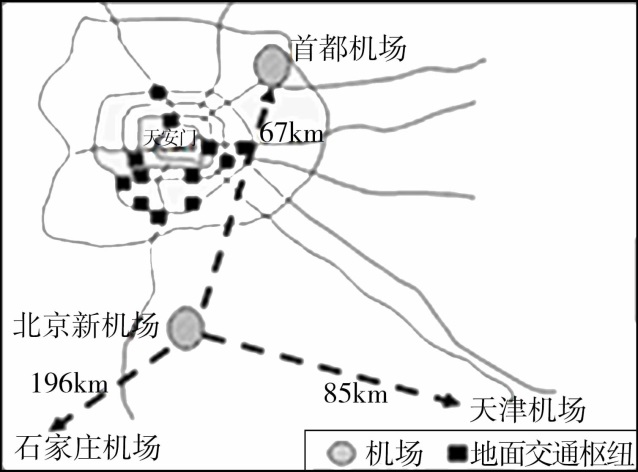 首都机场
67km
天安门
北京新机场
196km
85km
天津机场
石家庄机场
机场
地面交通枢纽